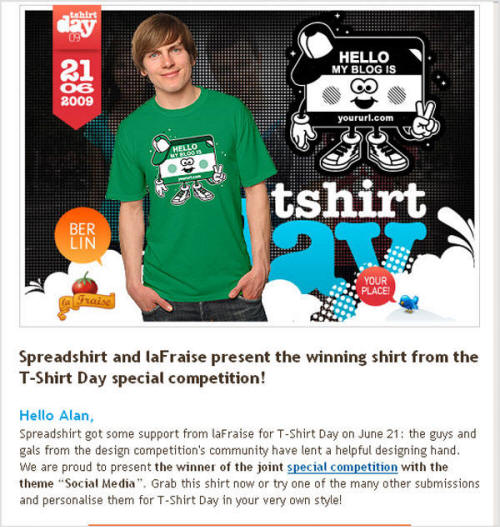 tshirt
day
09
21
06
2009
HELLO
MY BLOG IS
yoururl.com
HELLO
MY BLOG IS
yoururl.com
tshirt
day
BER
LIN
la Fraise
YOUR
PLACE!
Spreadshirt and laFraise present the winning shirt from the
T-Shirt Day special competition!
Hello Alan,
Spreadshirt got some support from laFraise for T-Shirt Day on June 21: the guys and
gals from the design competition's community have lent a helpful designing hand.
We are proud to present the winner of the joint special competition with the
theme "Social Media". Grab this shirt now or try one of the many other submissions
and personalise them for T-Shirt Day in your very own style!